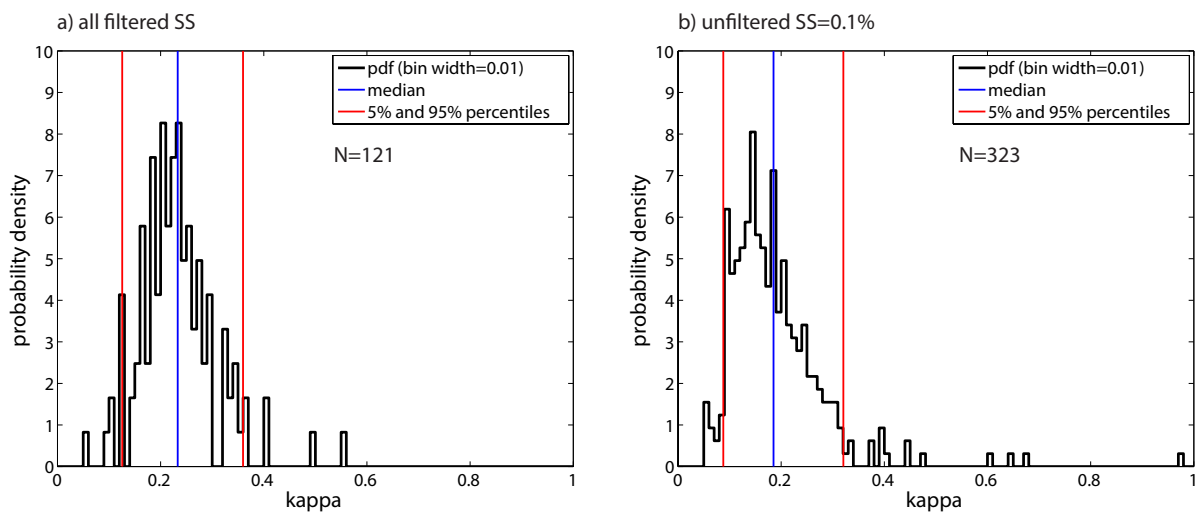 a) all filtered SS
10
9
8
7
6
5
4
3
2
1
0
probability density
pdf (bin width=0.01)
median
5% and 95% percentiles
N=121
0 0.2 0.4 0.6 0.8 1
kappa
b) unfiltered SS=0.1%
10
9
8
7
6
5
4
3
2
1
0
probability density
pdf (bin width=0.01)
median
5% and 95% percentiles
N=323
0 0.2 0.4 0.6 0.8 1
kappa